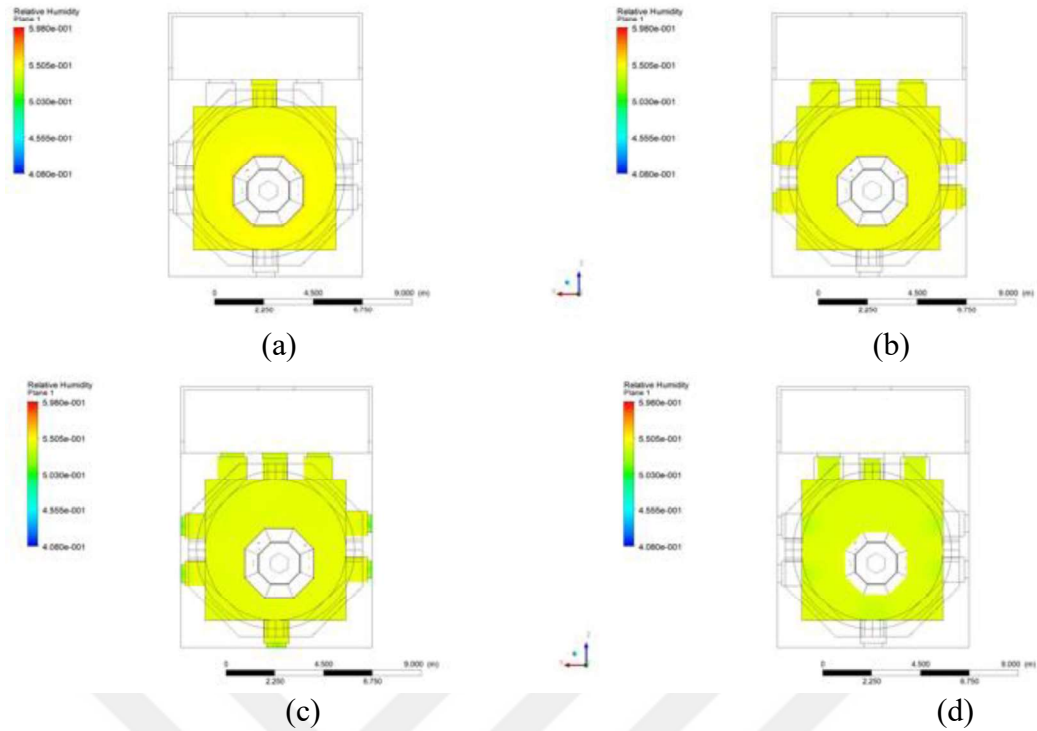 Relative Humidity
Plane 1
5.980e-001
5.505e-001
5.030e-001
4.555e-001
4.080e-001
0 4.500 9.000 (m)
2.250 6.750
(a)
Relative Humidity
Plane 1
5.980e-001
5.505e-001
5.030e-001
4.555e-001
4.080e-001
0 4.500 9.000 (m)
2.250 6.750
(b)
Relative Humidity
Plane 1
5.980e-001
5.505e-001
5.030e-001
4.555e-001
4.080e-001
0 4.500 9.000 (m)
2.250 6.750
(c)
Relative Humidity
Plane 1
5.980e-001
5.505e-001
5.030e-001
4.555e-001
4.080e-001
0 4.500 9.000 (m)
2.250 6.750
(d)